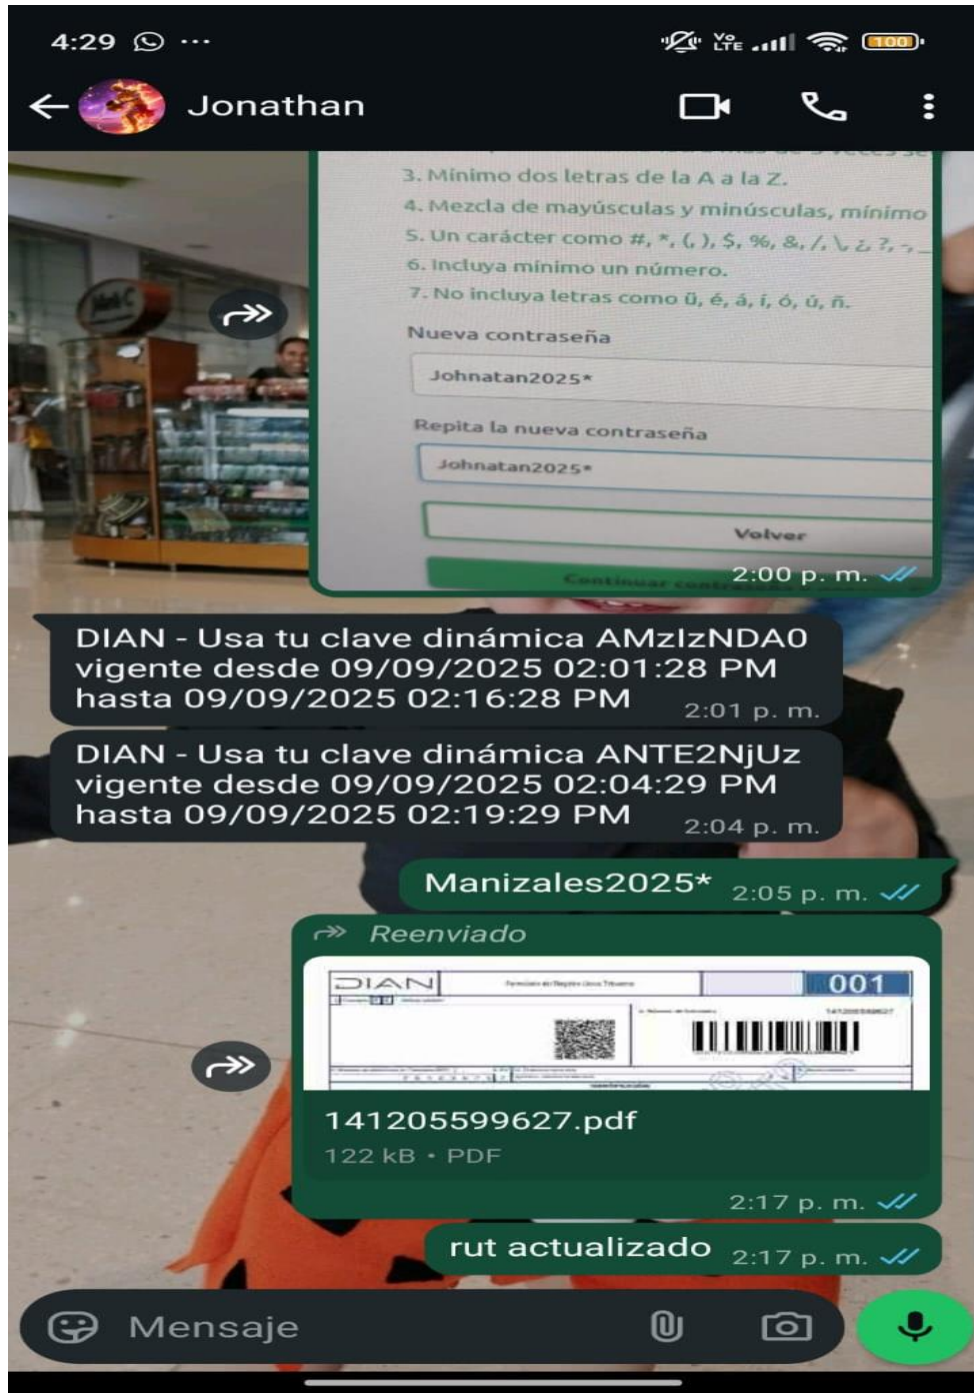 4:29
Vo
LTE
100
Jonathan
3. Mínimo dos letras de la A a la Z.
4. Mezcla de mayúsculas y minúsculas, mínimo
5. Un carácter como #, *, (, ), $, %, &, /, \, ¿, ?, -, _
6. Incluya mínimo un número.
7. No incluya letras como ü, é, á, í, ó, ú, ñ.
Nueva contraseña
Johnatan2025*
Repita la nueva contraseña
Johnatan2025*
Volver
Continuar
2:00 p. m.
DIAN - Usa tu clave dinámica AMzIzNDA0
vigente desde 09/09/2025 02:01:28 PM
hasta 09/09/2025 02:16:28 PM
2:01 p. m.
DIAN - Usa tu clave dinámica ANTE2NjUz
vigente desde 09/09/2025 02:04:29 PM
hasta 09/09/2025 02:19:29 PM
2:04 p. m.
Manizales2025* 2:05 p. m.
Reenviado
DIAN
001
141205599627.pdf
122 kB • PDF
2:17 p. m.
rut actualizado 2:17 p. m.
Mensaje